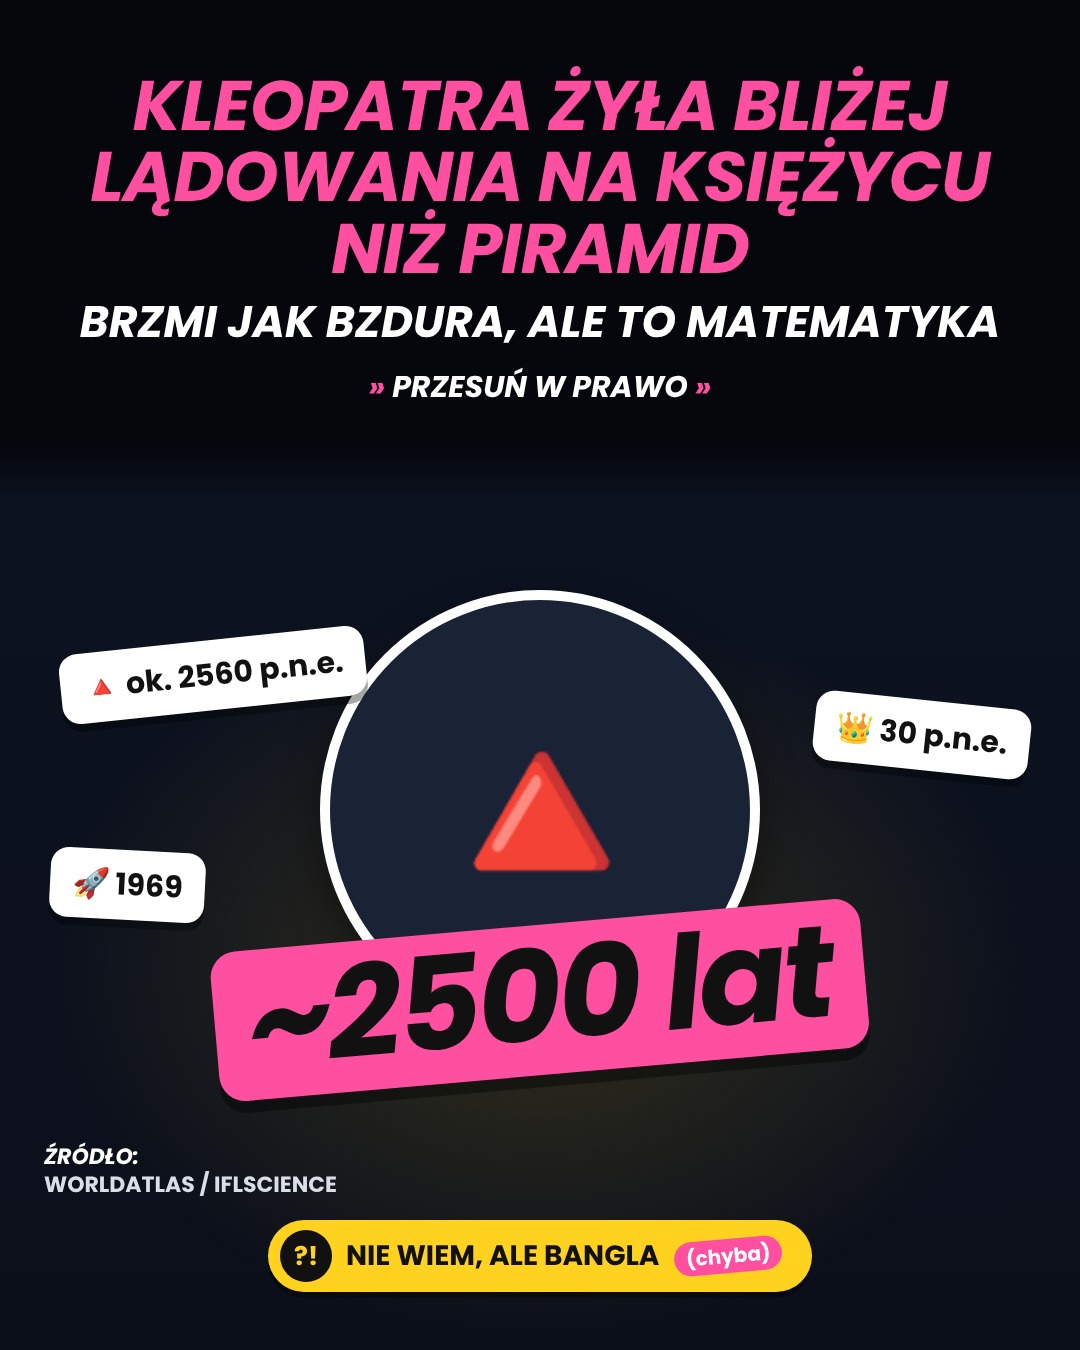 KLEOPATRA ŻYŁA BLIŻEJ
LĄDOWANIA NA KSIĘŻYCU
NIŻ PIRAMID
BRZMI JAK BZDURA, ALE TO MATEMATYKA
» PRZESUŃ W PRAWO »
ok. 2560 p.n.e.
30 p.n.e.
1969
~2500 lat
ŹRÓDŁO:
WORLDATLAS / IFLSCIENCE
?! NIE WIEM, ALE BANGLA (chyba)